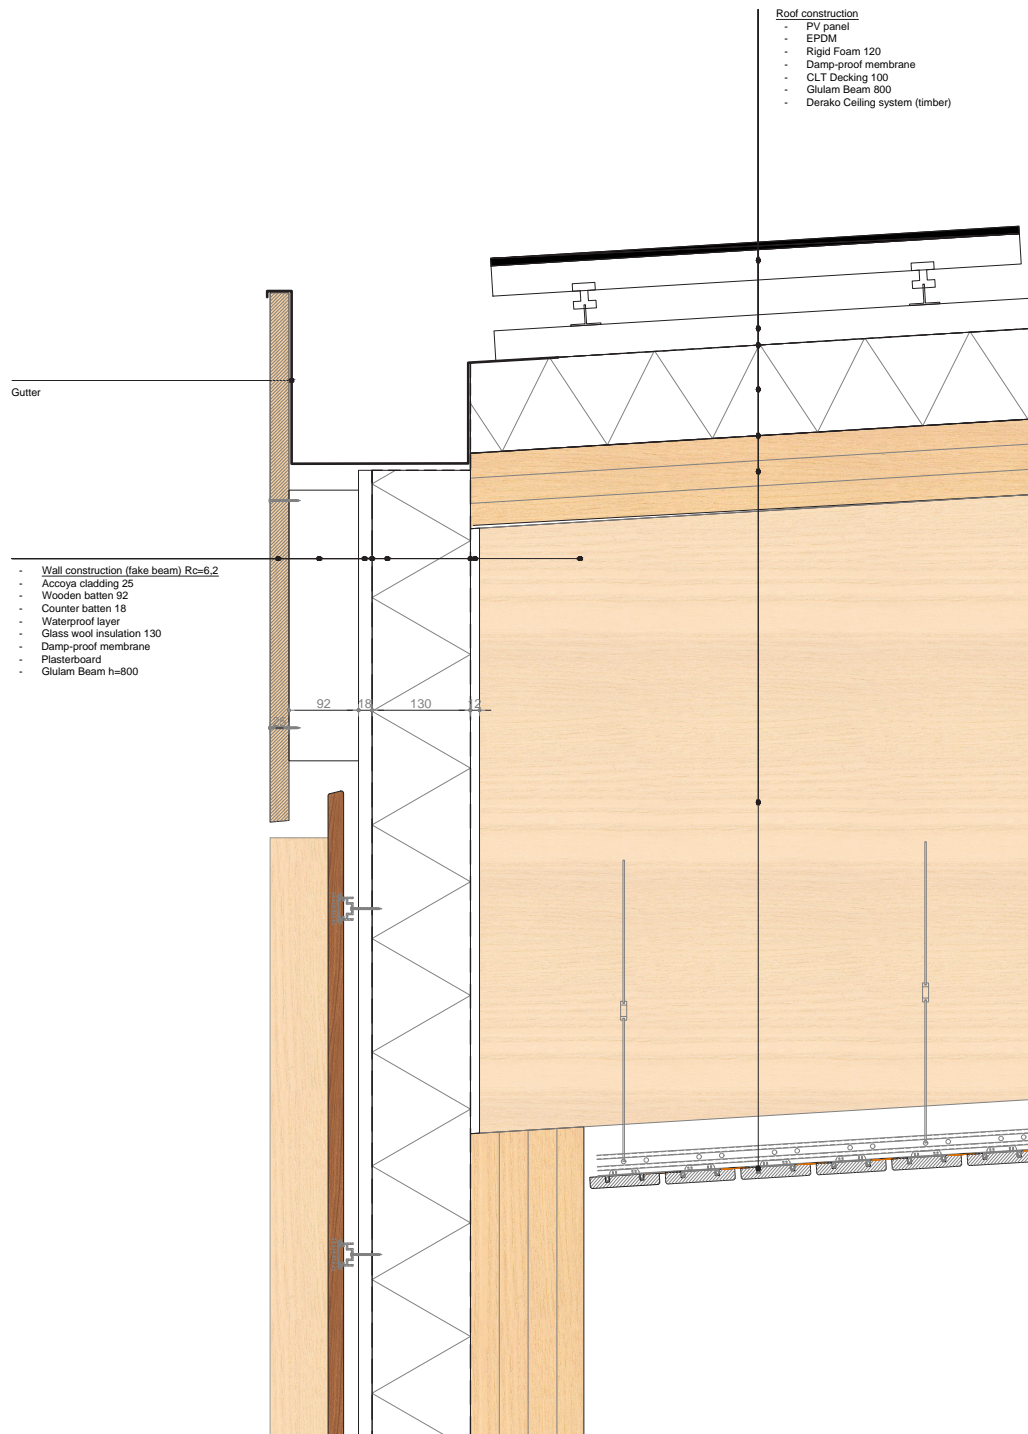 Roof construction
- PV panel
- EPDM
- Rigid Foam 120
- Damp-proof membrane
- CLT Decking 100
- Glulam Beam 800
- Derako Ceiling system (timber)
Gutter
- Wall construction (fake beam) Rc=6,2
- Accoya cladding 25
- Wooden batten 92
- Counter batten 18
- Waterproof layer
- Glass wool insulation 130
- Damp-proof membrane
- Plasterboard
- Glulam Beam h=800
92 18 130 12
25